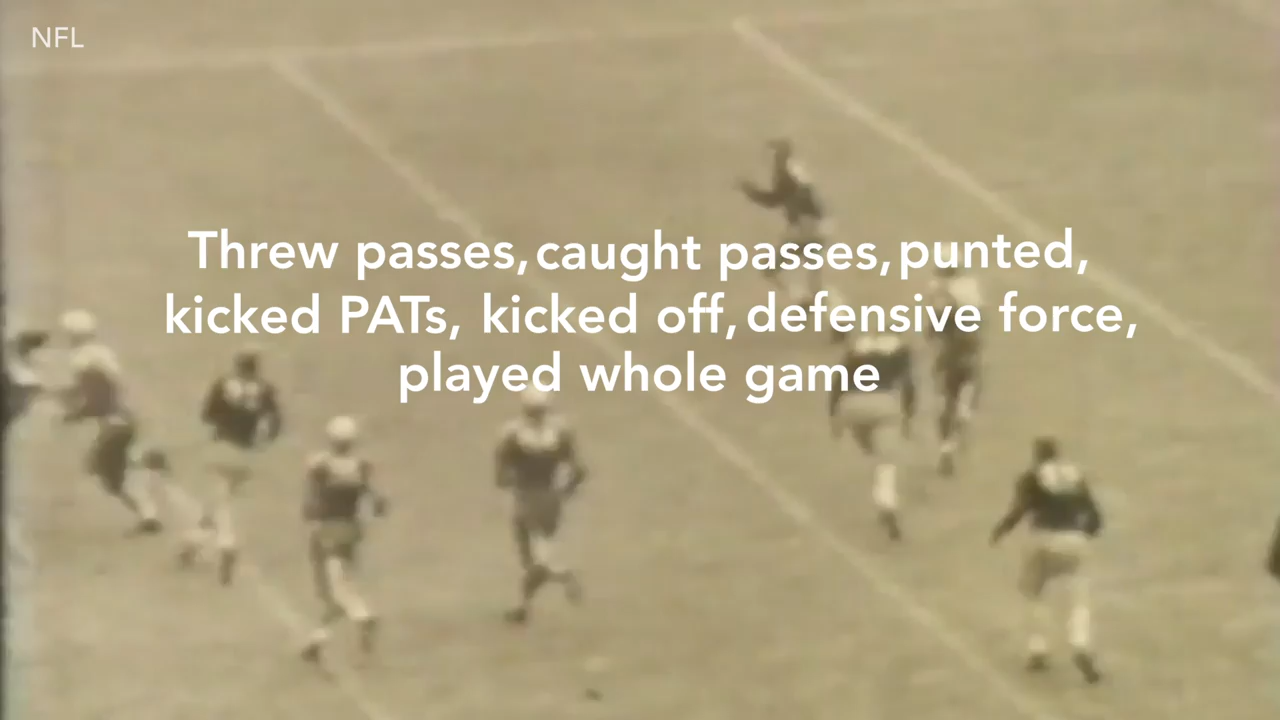 NFL
Threw passes, caught passes, punted,
kicked PATs, kicked off, defensive force,
played whole game